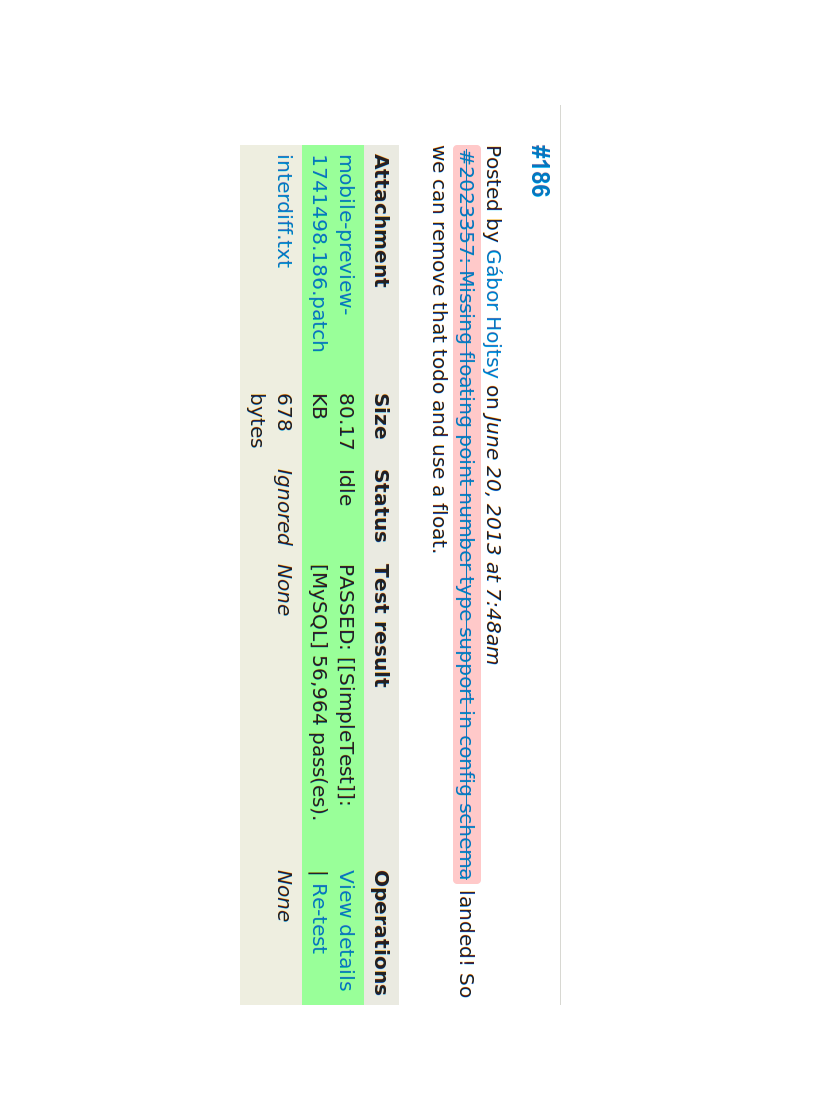 #186
Posted by Gábor Hojtsy on June 20, 2013 at 7:48am
#2023357: Missing floating point number type support in config schema landed! So
we can remove that todo and use a float.
Attachment Size Status Test result Operations
mobile-preview- 80.17 Idle PASSED: [[SimpleTest]]: View details
1741498.186.patch KB [MySQL] 56,964 pass(es). | Re-test
interdiff.txt 678 Ignored None None
bytes